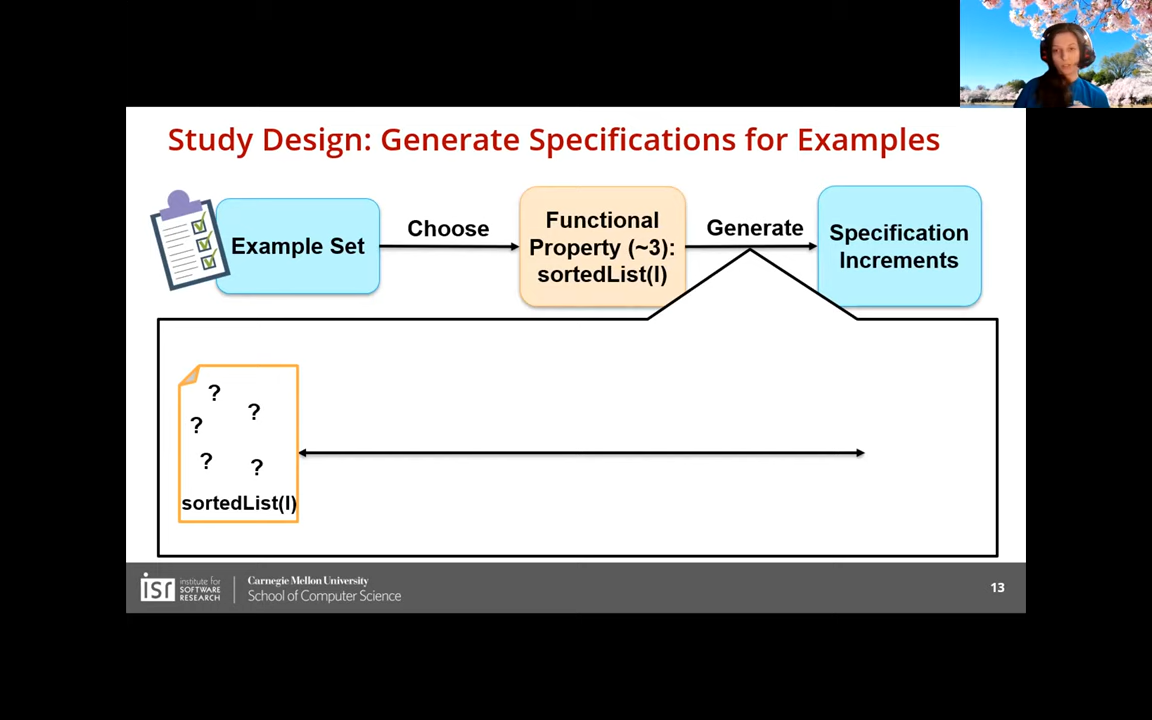 Study Design: Generate Specifications for Examples
Example Set
Choose
Functional
Property (~3):
sortedList(l)
Generate
Specification
Increments
?
?
?
?
?
sortedList(l)
isr
institute for
SOFTWARE
RESEARCH
Carnegie Mellon University
School of Computer Science
13